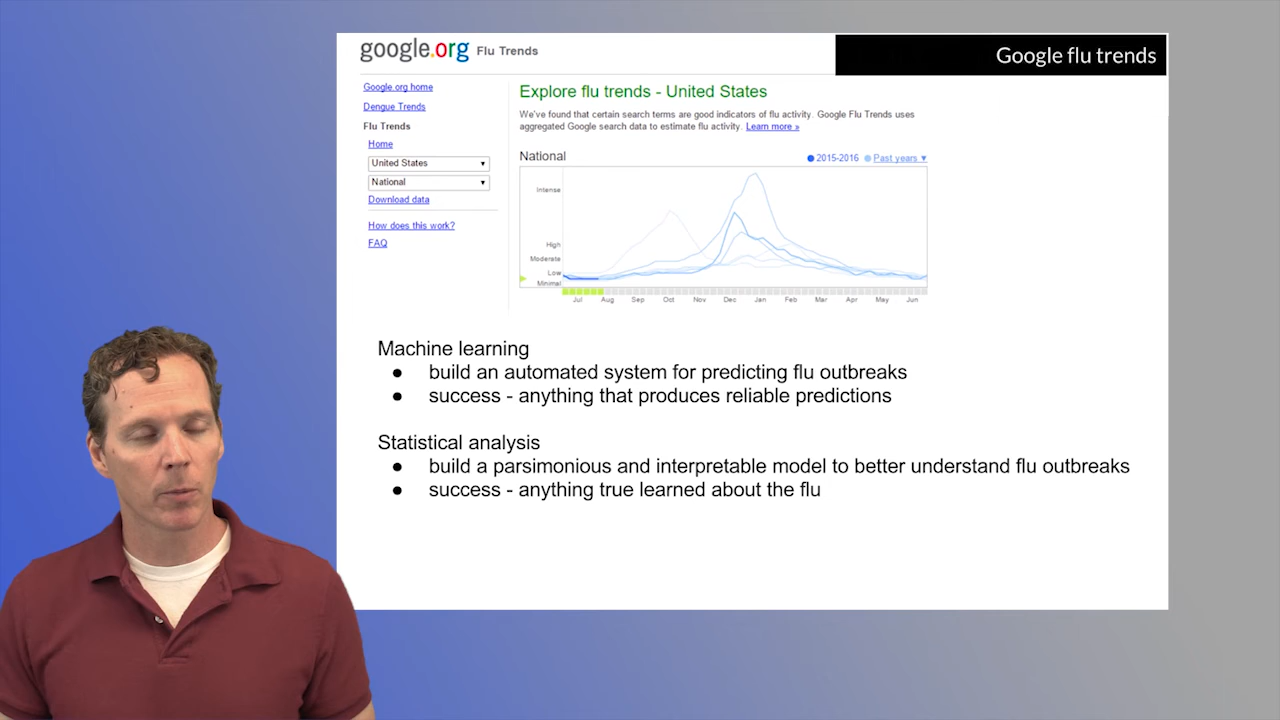 google.org Flu Trends
Google flu trends
Google.org home
Dengue Trends
Flu Trends
Home
United States
National
Download data
How does this work?
FAQ
Explore flu trends - United States
We've found that certain search terms are good indicators of flu activity. Google Flu Trends uses
aggregated Google search data to estimate flu activity. Learn more »
National
2015-2016 Past years ▼
Intense
High
Moderate
Low
Minimal
Jul Aug Sep Oct Nov Dec Jan Feb Mar Apr May Jun
Machine learning
● build an automated system for predicting flu outbreaks
● success - anything that produces reliable predictions
Statistical analysis
● build a parsimonious and interpretable model to better understand flu outbreaks
● success - anything true learned about the flu